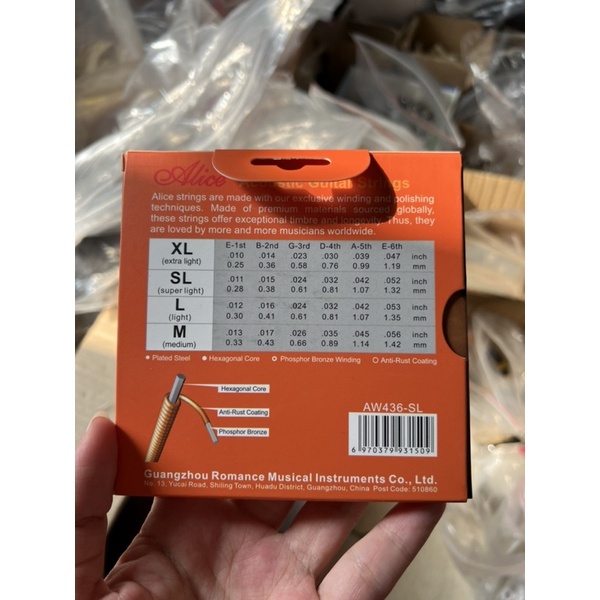 Alice Acoustic Guitar Strings
Alice strings are made with our exclusive winding and polishing
techniques. Made of premium materials sourced globally,
these strings offer exceptional timbre and longevity. Thus, they
are loved by more and more musicians worldwide.
E-1st B-2nd G-3rd D-4th A-5th E-6th
XL (extra light) .010 .014 .023 .030 .039 .047 inch
0.25 0.36 0.58 0.76 0.99 1.19 mm
SL (super light) .011 .015 .024 .032 .042 .052 inch
0.28 0.38 0.61 0.81 1.07 1.32 mm
L (light) .012 .016 .024 .032 .042 .053 inch
0.30 0.41 0.61 0.81 1.07 1.35 mm
M (medium) .013 .017 .026 .035 .045 .056 inch
0.33 0.43 0.66 0.89 1.14 1.42 mm
Plated Steel Hexagonal Core Phosphor Bronze Winding Anti-Rust Coating
Hexagonal Core
Anti-Rust Coating
Phosphor Bronze
AW436-SL
6 970379 931509
Guangzhou Romance Musical Instruments Co., Ltd.
No.13, Yucai Road, Shiling Town, Huadu District, Guangzhou, China Post Code: 510860